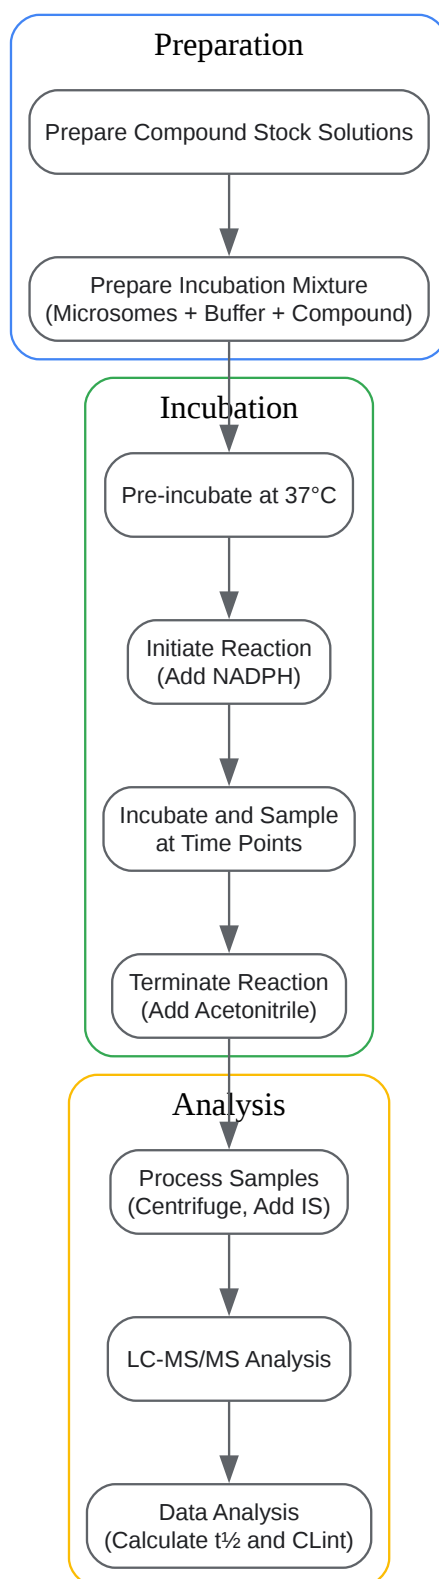 Preparation
Prepare Compound Stock Solutions
Prepare Incubation Mixture
(Microsomes + Buffer + Compound)
Incubation
Pre-incubate at 37°C
Initiate Reaction
(Add NADPH)
Incubate and Sample
at Time Points
Terminate Reaction
(Add Acetonitrile)
Analysis
Process Samples
(Centrifuge, Add IS)
LC-MS/MS Analysis
Data Analysis
(Calculate t½ and CLint)